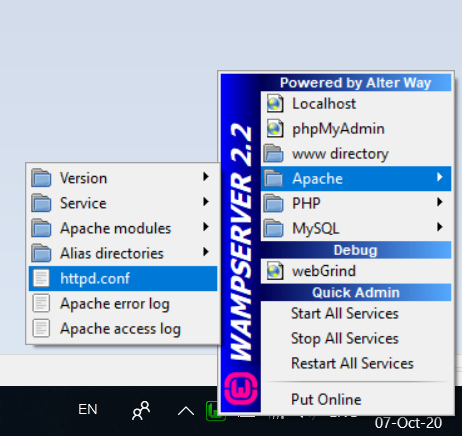 Powered by Alter Way
Localhost
phpMyAdmin
www directory
Apache
PHP
MySQL
Debug
webGrind
Quick Admin
Start All Services
Stop All Services
Restart All Services
Put Online
WAMPSERVER 2.2
Version
Service
Apache modules
Alias directories
httpd.conf
Apache error log
Apache access log
EN
07-Oct-20